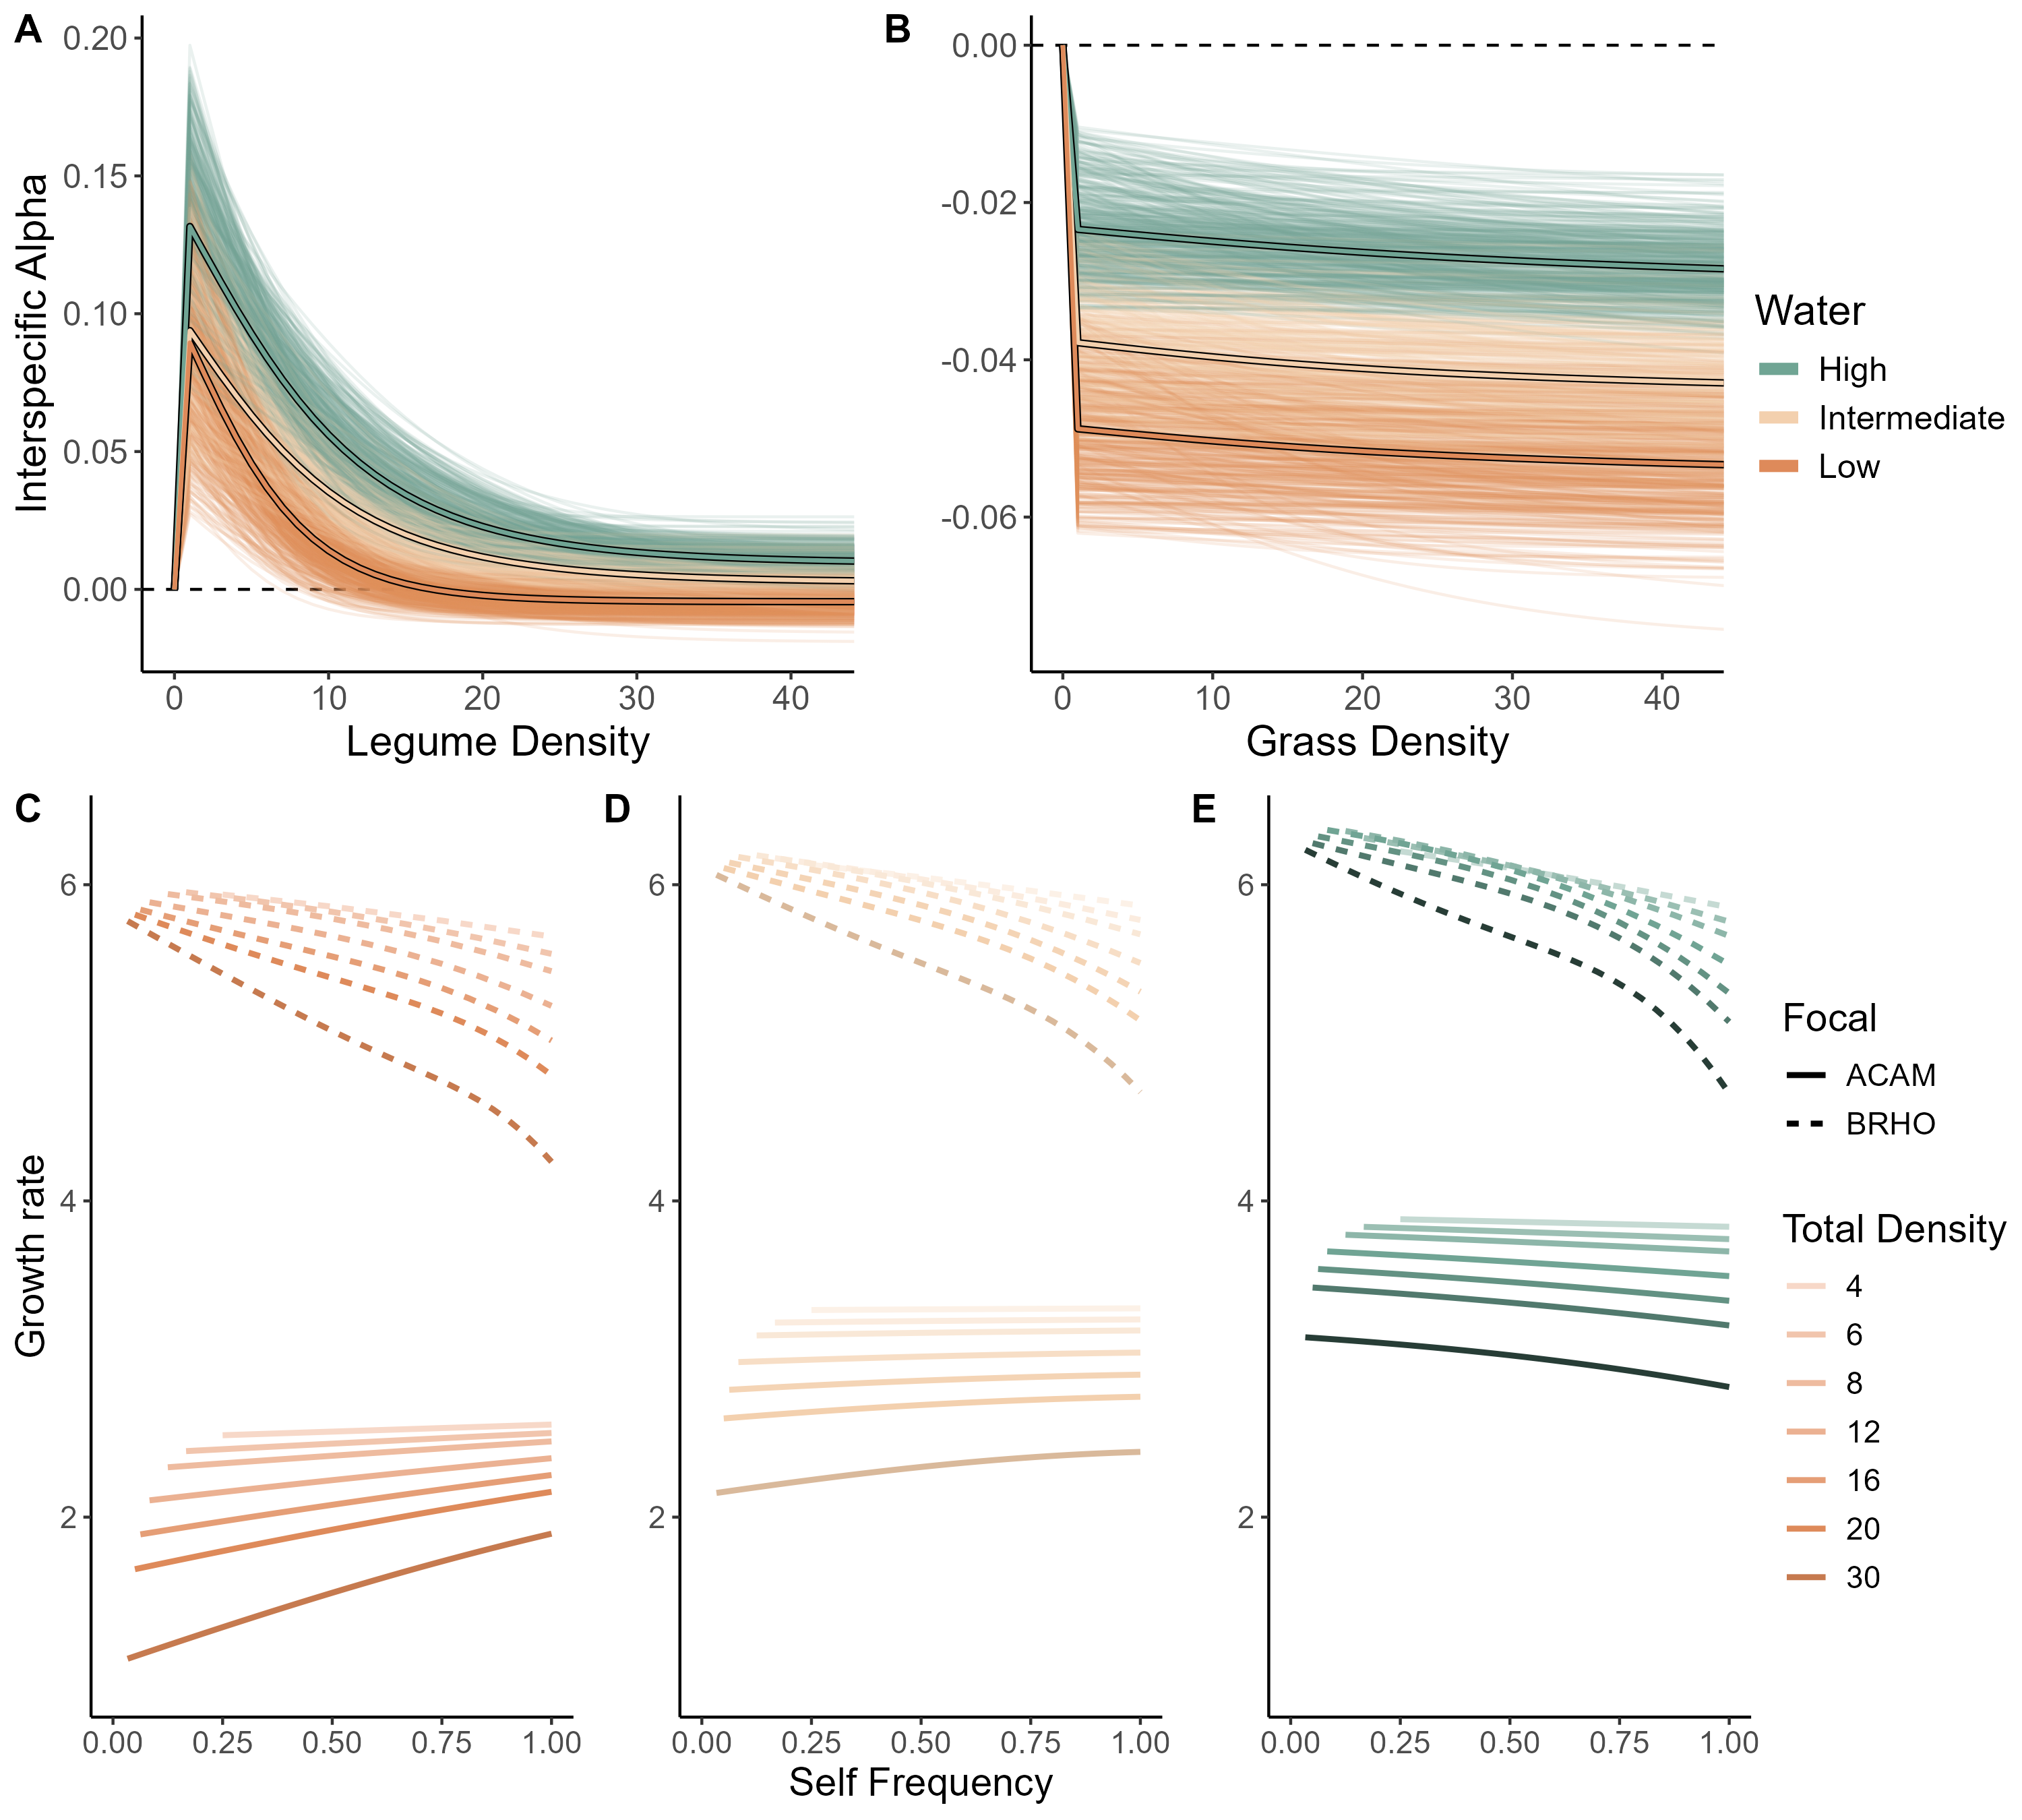 A
B
0.20
0.15
0.10
0.05
0.00
Interspecific Alpha
0 10 20 30 40
Legume Density
0.00
-0.02
-0.04
-0.06
0 10 20 30 40
Grass Density
Water
High
Intermediate
Low
C
D
E
Growth rate
6
4
2
0.00 0.25 0.50 0.75 1.00
6
4
2
0.00 0.25 0.50 0.75 1.00
6
4
2
0.00 0.25 0.50 0.75 1.00
Self Frequency
Focal
ACAM
BRHO
Total Density
4
6
8
12
16
20
30